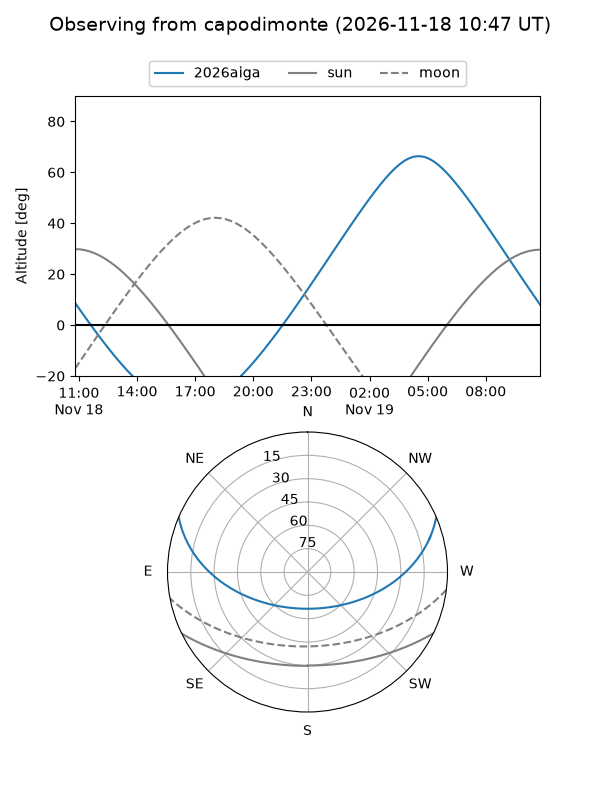 Observing from capodimonte (2026-11-18 10:47 UT)
2026aiga sun moon
Altitude [deg]
80
60
40
20
0
−20
11:00 14:00 17:00 20:00 23:00 02:00 05:00 08:00
Nov 18 Nov 19
N
NE NW
15
30
45
60
75
E W
SE SW
S